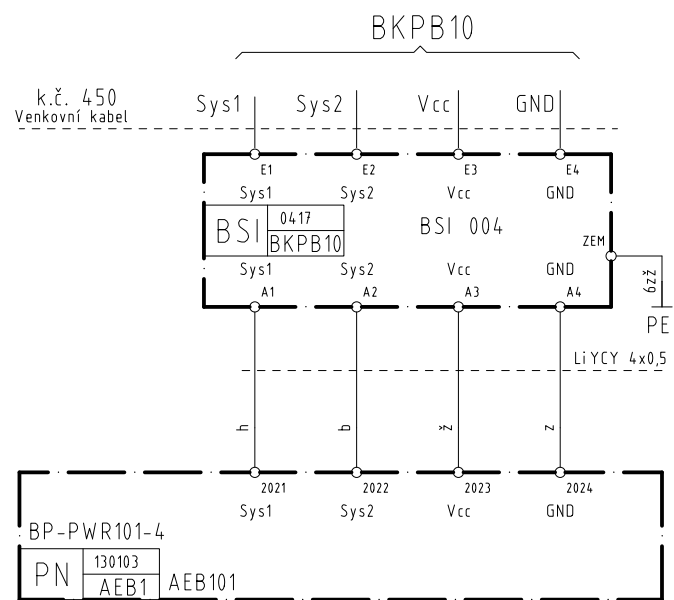 BKPB10
k.č. 450
Venkovní kabel
Sys1 Sys2 Vcc GND
E1 E2 E3 E4
Sys1 Sys2 Vcc GND
BSI 0417 BKPB10
BSI 004
ZEM
Sys1 Sys2 Vcc GND
A1 A2 A3 A4
zž6
PE
LiYCY 4x0,5
h b ž z
2021 2022 2023 2024
Sys1 Sys2 Vcc GND
BP-PWR101-4
PN 130103 AEB1 AEB101